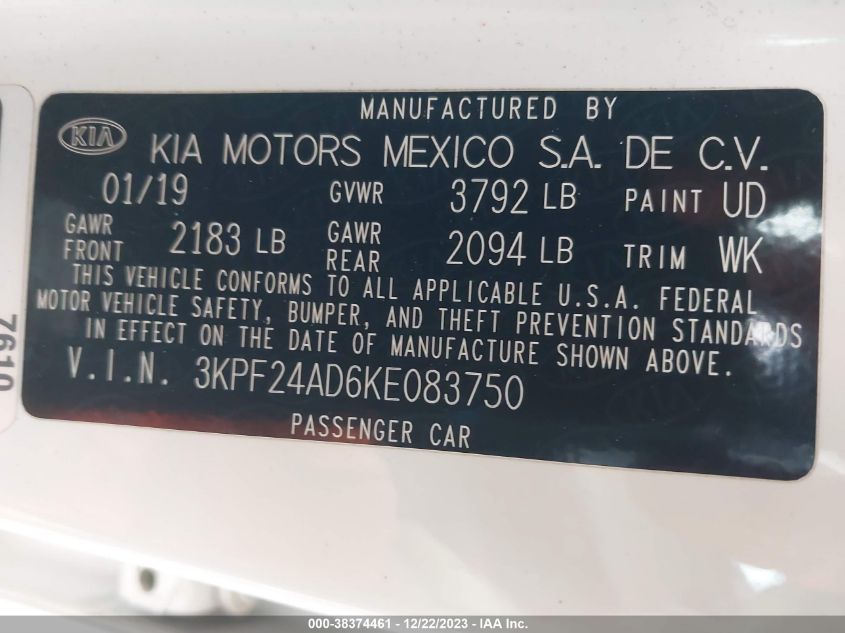 MANUFACTURED BY
KIA KIA MOTORS MEXICO S.A. DE C.V.
01/19 GVWR 3792 LB PAINT UD
GAWR FRONT 2183 LB GAWR REAR 2094 LB TRIM WK
THIS VEHICLE CONFORMS TO ALL APPLICABLE U.S.A. FEDERAL
MOTOR VEHICLE SAFETY, BUMPER, AND THEFT PREVENTION STANDARDS
IN EFFECT ON THE DATE OF MANUFACTURE SHOWN ABOVE.
V.I.N. 3KPF24AD6KE083750
PASSENGER CAR
7610
000-38374461 - 12/22/2023 - IAA Inc.